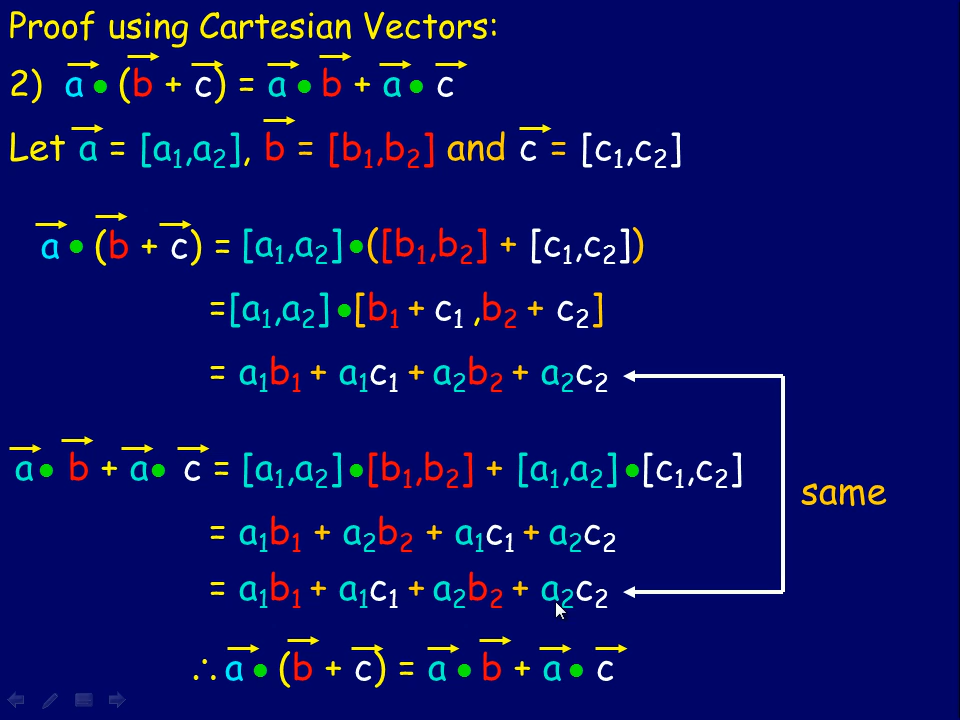 Proof using Cartesian Vectors:
2) a⃗ • (b⃗ + c⃗) = a⃗ • b⃗ + a⃗ • c⃗
Let a⃗ = [a₁,a₂], b⃗ = [b₁,b₂] and c⃗ = [c₁,c₂]
a⃗ • (b⃗ + c⃗) = [a₁,a₂] • ([b₁,b₂] + [c₁,c₂])
=[a₁,a₂] • [b₁ + c₁ ,b₂ + c₂]
= a₁b₁ + a₁c₁ + a₂b₂ + a₂c₂
a⃗ • b⃗ + a⃗ • c⃗ = [a₁,a₂] • [b₁,b₂] + [a₁,a₂] • [c₁,c₂]
same
= a₁b₁ + a₂b₂ + a₁c₁ + a₂c₂
= a₁b₁ + a₁c₁ + a₂b₂ + a₂c₂
∴ a⃗ • (b⃗ + c⃗) = a⃗ • b⃗ + a⃗ • c⃗